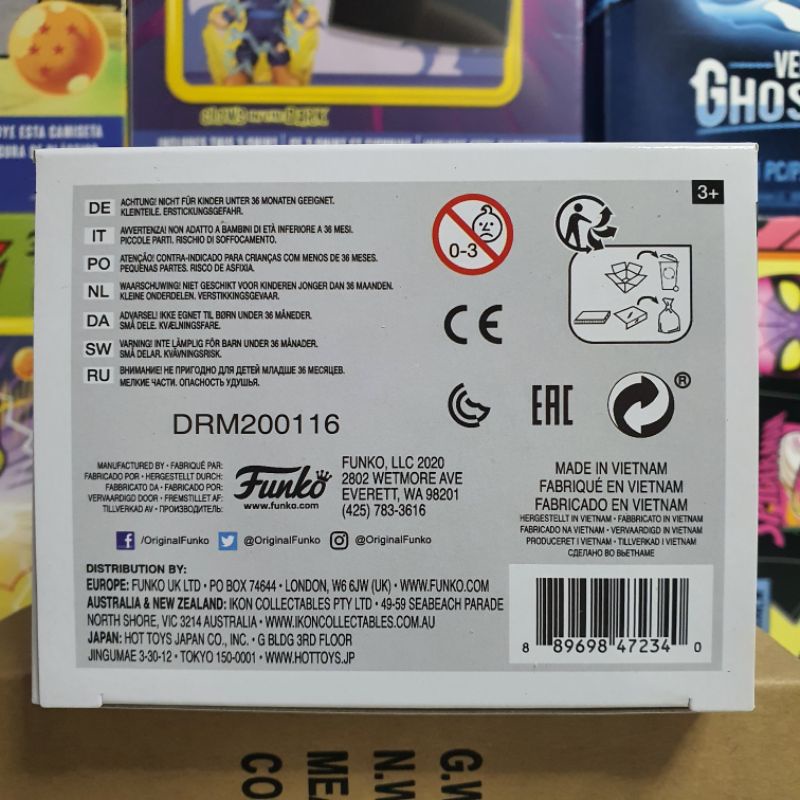 YE ESTA CAMISETA
VE
GHOS
PC/P
3+
DE ACHTUNG! NICHT FÜR KINDER UNTER 36 MONATEN GEEIGNET.
KLEINTEILE. ERSTICKUNGSGEFAHR.
IT AVVERTENZA! NON ADATTO A BAMBINI DI ETÀ INFERIORE A 36 MESI.
PICCOLE PARTI. RISCHIO DI SOFFOCAMENTO.
PO ATENÇÃO! CONTRA-INDICADO PARA CRIANÇAS COM MENOS DE 36 MESES.
PEQUENAS PARTES. RISCO DE ASFIXIA.
NL WAARSCHUWING! NIET GESCHIKT VOOR KINDEREN JONGER DAN 36 MAANDEN.
KLEINE ONDERDELEN. VERSTIKKINGSGEVAAR.
DA ADVARSEL! IKKE EGNET TIL BØRN UNDER 36 MÅNEDER.
SMÅ DELE. KVÆLNINGSFARE.
SW VARNING! INTE LÄMPLIG FÖR BARN UNDER 36 MÅNADER.
SMÅ DELAR. KVÄVNINGSRISK.
RU ВНИМАНИЕ! НЕ ПРИГОДНО ДЛЯ ДЕТЕЙ МЛАДШЕ 36 МЕСЯЦЕВ.
МЕЛКИЕ ЧАСТИ. ОПАСНОСТЬ УДУШЬЯ.
0-3
CE
EAC
®
DRM200116
MANUFACTURED BY • FABRIQUÉ PAR:
FABRICADO POR • HERGESTELLT DURCH:
FABBRICATO DA • FABRICADO POR:
VERVAARDIGD DOOR • FREMSTILLET AF:
TILLVERKAD AV • ПРОИЗВОДИТЕЛЬ:
Funko
www.funko.com
FUNKO, LLC 2020
2802 WETMORE AVE
EVERETT, WA 98201
(425) 783-3616
/OriginalFunko @OriginalFunko @OriginalFunko
MADE IN VIETNAM
FABRIQUÉ EN VIETNAM
FABRICADO EN VIETNAM
HERGESTELLT IN VIETNAM • FABBRICATO IN VIETNAM
FABRICADO NA VIETNAM • VERVAARDIGD IN VIETNAM
PRODUCERET I VIETNAM • TILLVERKAD I VIETNAM
СДЕЛАНО ВО ВЬЕТНАМЕ
DISTRIBUTION BY:
EUROPE: FUNKO UK LTD • PO BOX 74644 • LONDON, W6 6JW (UK) • WWW.FUNKO.COM
AUSTRALIA & NEW ZEALAND: IKON COLLECTABLES PTY LTD • 49-59 SEABEACH PARADE
NORTH SHORE, VIC 3214 AUSTRALIA • WWW.IKONCOLLECTABLES.COM.AU
JAPAN: HOT TOYS JAPAN CO., INC. • G BLDG 3RD FLOOR
JINGUMAE 3-30-12 • TOKYO 150-0001 • WWW.HOTTOYS.JP
8 89698 47234 0
G.W
N.W
MEA
CO